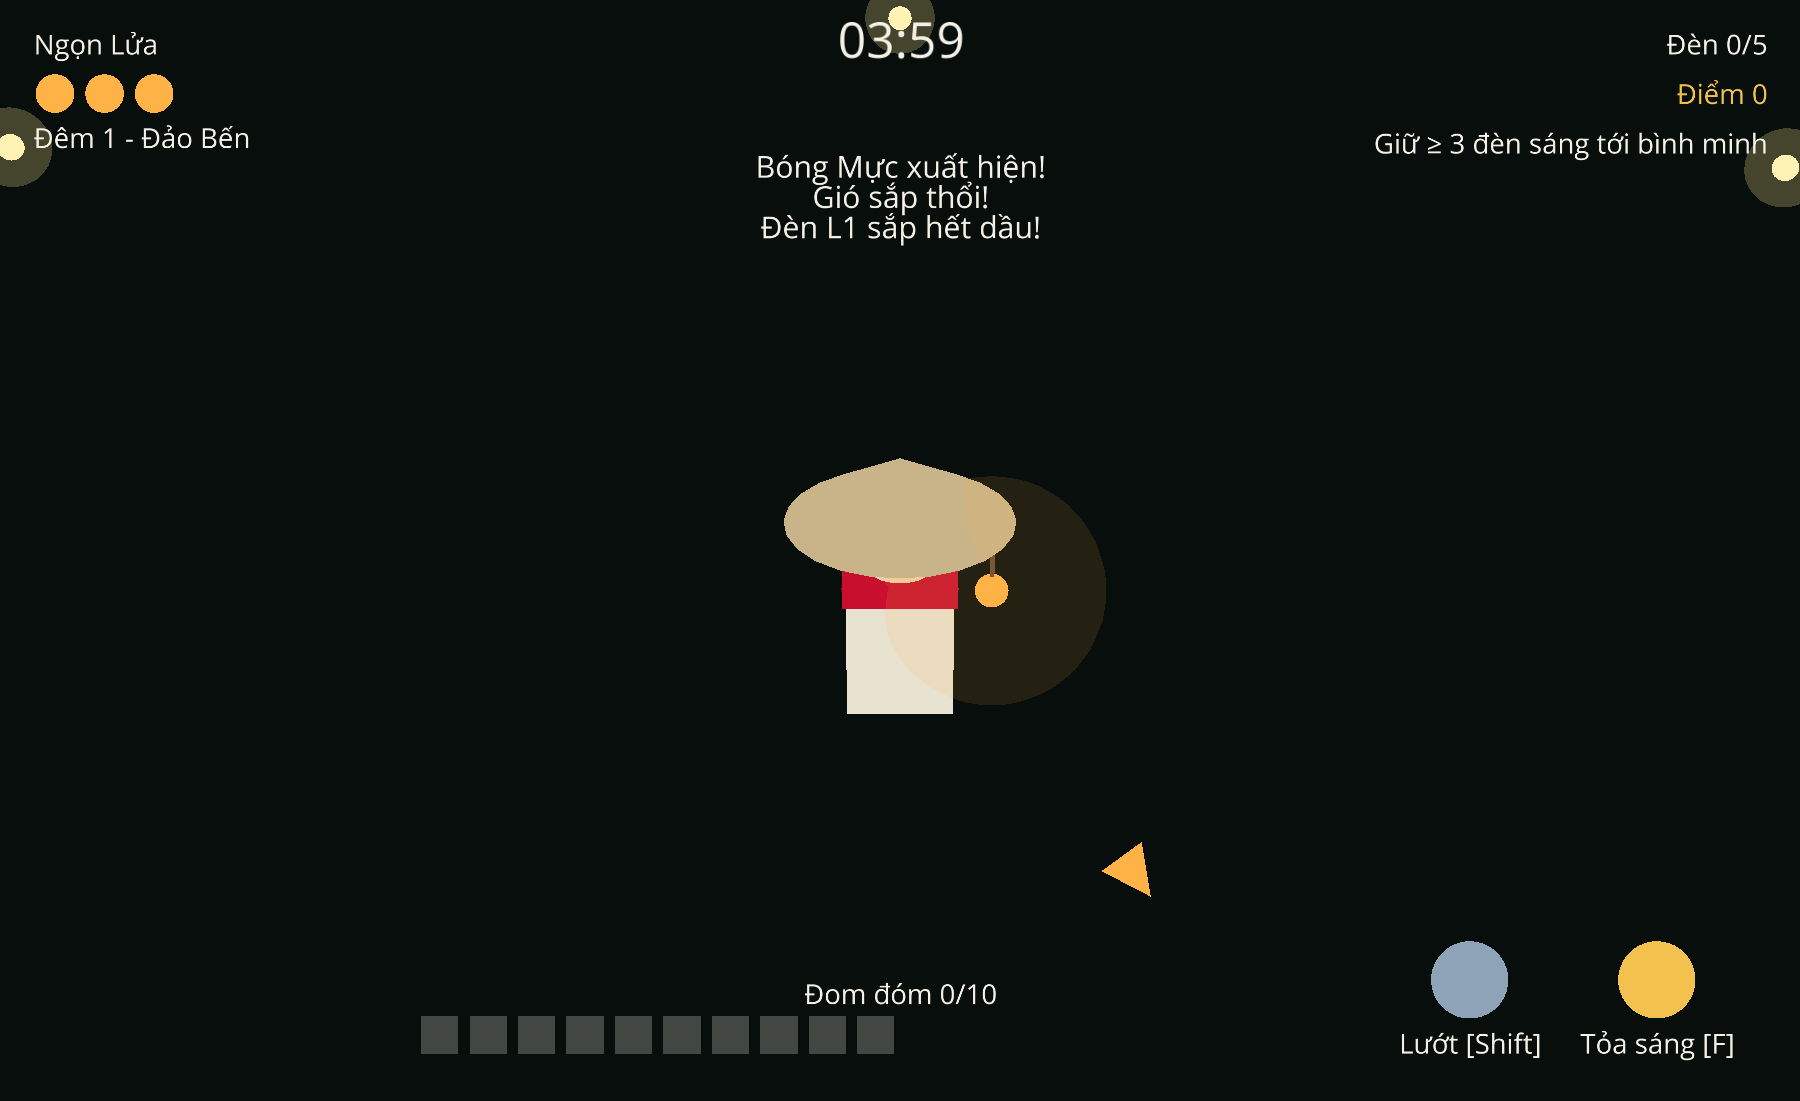 Ngọn Lửa
03:59
Đèn 0/5
Điểm 0
Đêm 1 - Đảo Bến
Giữ ≥ 3 đèn sáng tới bình minh
Bóng Mực xuất hiện!
Gió sắp thổi!
Đèn L1 sắp hết dầu!
Đom đóm 0/10
Lướt [Shift]
Tỏa sáng [F]